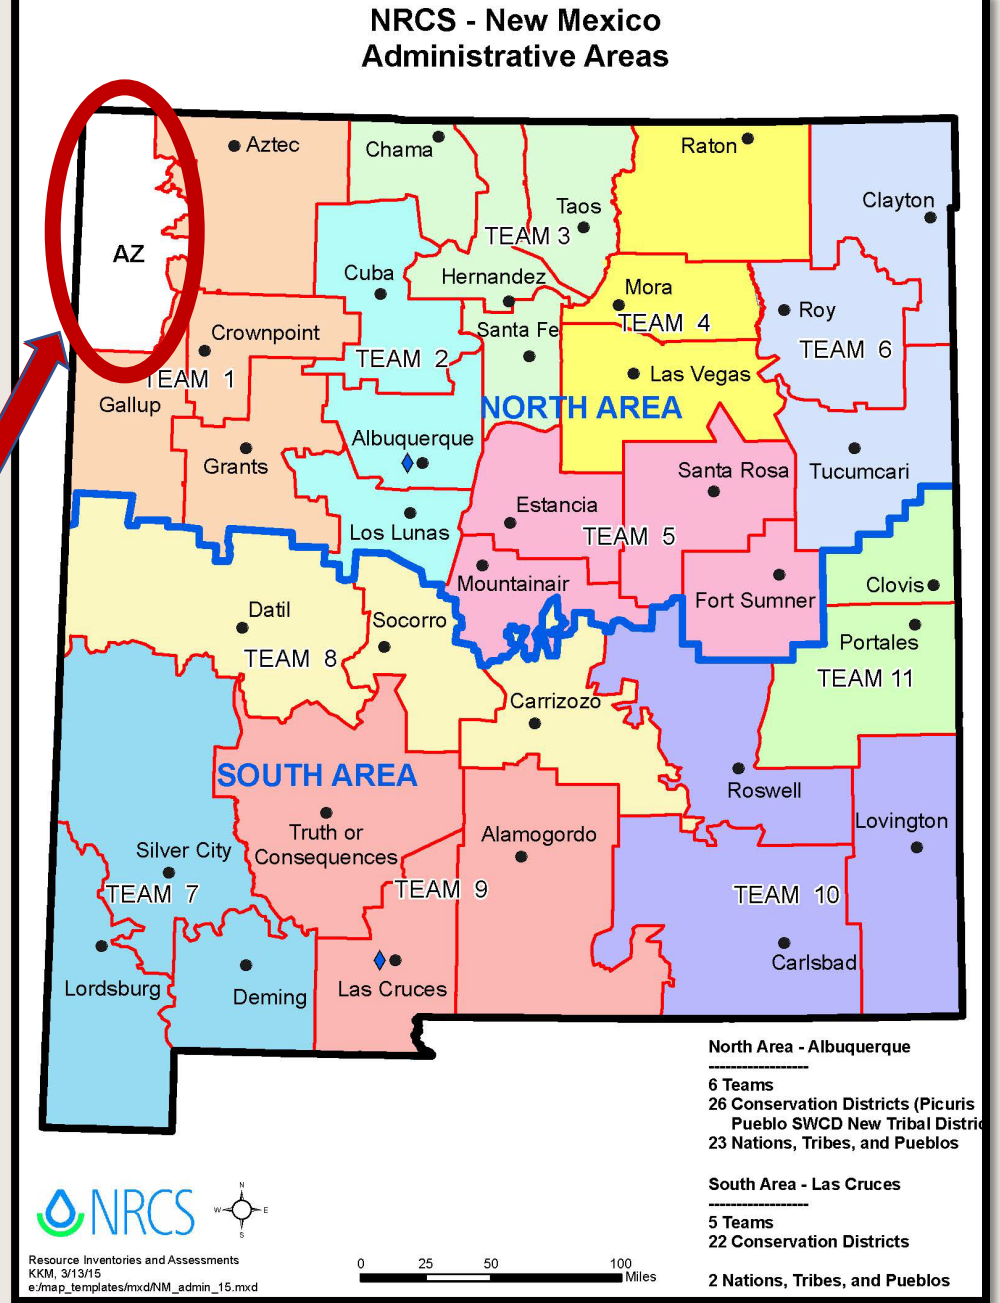 NRCS - New Mexico
Administrative Areas
Aztec
Chama
Raton
Clayton
Taos
TEAM 3
AZ
Cuba
Hernandez
Mora
Roy
Crownpoint
Santa Fe
TEAM 4
TEAM 6
TEAM 2
TEAM 1
Las Vegas
Gallup
NORTH AREA
Albuquerque
Grants
Santa Rosa
Tucumcari
Estancia
Los Lunas
TEAM 5
Mountainair
Fort Sumner
Clovis
Datil
Socorro
Portales
TEAM 8
TEAM 11
Carrizozo
SOUTH AREA
Roswell
Truth or
Consequences
Alamogordo
Lovington
Silver City
TEAM 7
TEAM 9
TEAM 10
Carlsbad
Lordsburg
Deming
Las Cruces
North Area - Albuquerque
------------------
6 Teams
26 Conservation Districts (Picuris
Pueblo SWCD New Tribal Distric
23 Nations, Tribes, and Pueblos
South Area - Las Cruces
------------------
5 Teams
22 Conservation Districts
2 Nations, Tribes, and Pueblos
NRCS
N
W E
S
Resource Inventories and Assessments
KKM, 3/13/15
e:/map_templates/mxd/NM_admin_15.mxd
0 25 50 100
Miles